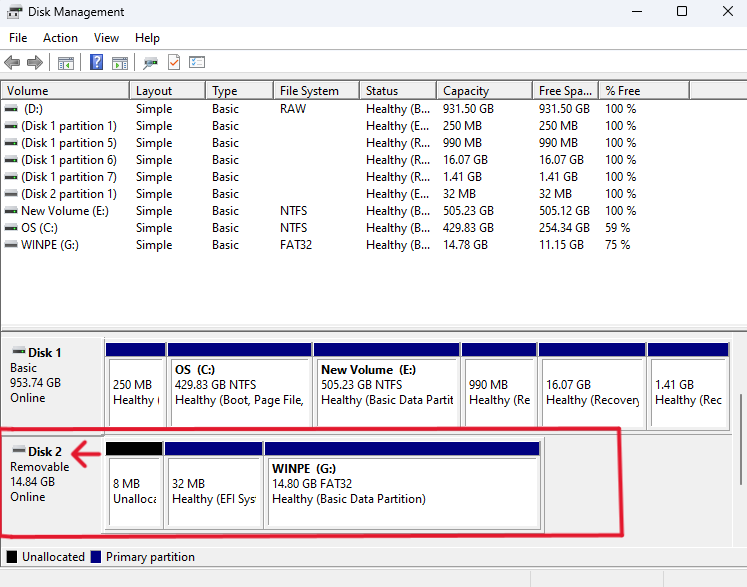 Disk Management
File Action View Help
Volume Layout Type File System Status Capacity Free Spa... % Free
(D:) Simple Basic RAW Healthy (B... 931.50 GB 931.50 GB 100 %
(Disk 1 partition 1) Simple Basic Healthy (E... 250 MB 250 MB 100 %
(Disk 1 partition 5) Simple Basic Healthy (R... 990 MB 990 MB 100 %
(Disk 1 partition 6) Simple Basic Healthy (R... 16.07 GB 16.07 GB 100 %
(Disk 1 partition 7) Simple Basic Healthy (R... 1.41 GB 1.41 GB 100 %
(Disk 2 partition 1) Simple Basic Healthy (E... 32 MB 32 MB 100 %
New Volume (E:) Simple Basic NTFS Healthy (B... 505.23 GB 505.12 GB 100 %
OS (C:) Simple Basic NTFS Healthy (B... 429.83 GB 254.34 GB 59 %
WINPE (G:) Simple Basic FAT32 Healthy (B... 14.78 GB 11.15 GB 75 %
Disk 1
Basic
953.74 GB
Online
250 MB
Healthy (
OS (C:)
429.83 GB NTFS
Healthy (Boot, Page File,
New Volume (E:)
505.23 GB NTFS
Healthy (Basic Data Partit
990 MB
Healthy (Re
16.07 GB
Healthy (Recovery
1.41 GB
Healthy (Rec
Disk 2
Removable
14.84 GB
Online
8 MB
Unalloca
32 MB
Healthy (EFI Sys
WINPE (G:)
14.80 GB FAT32
Healthy (Basic Data Partition)
Unallocated Primary partition